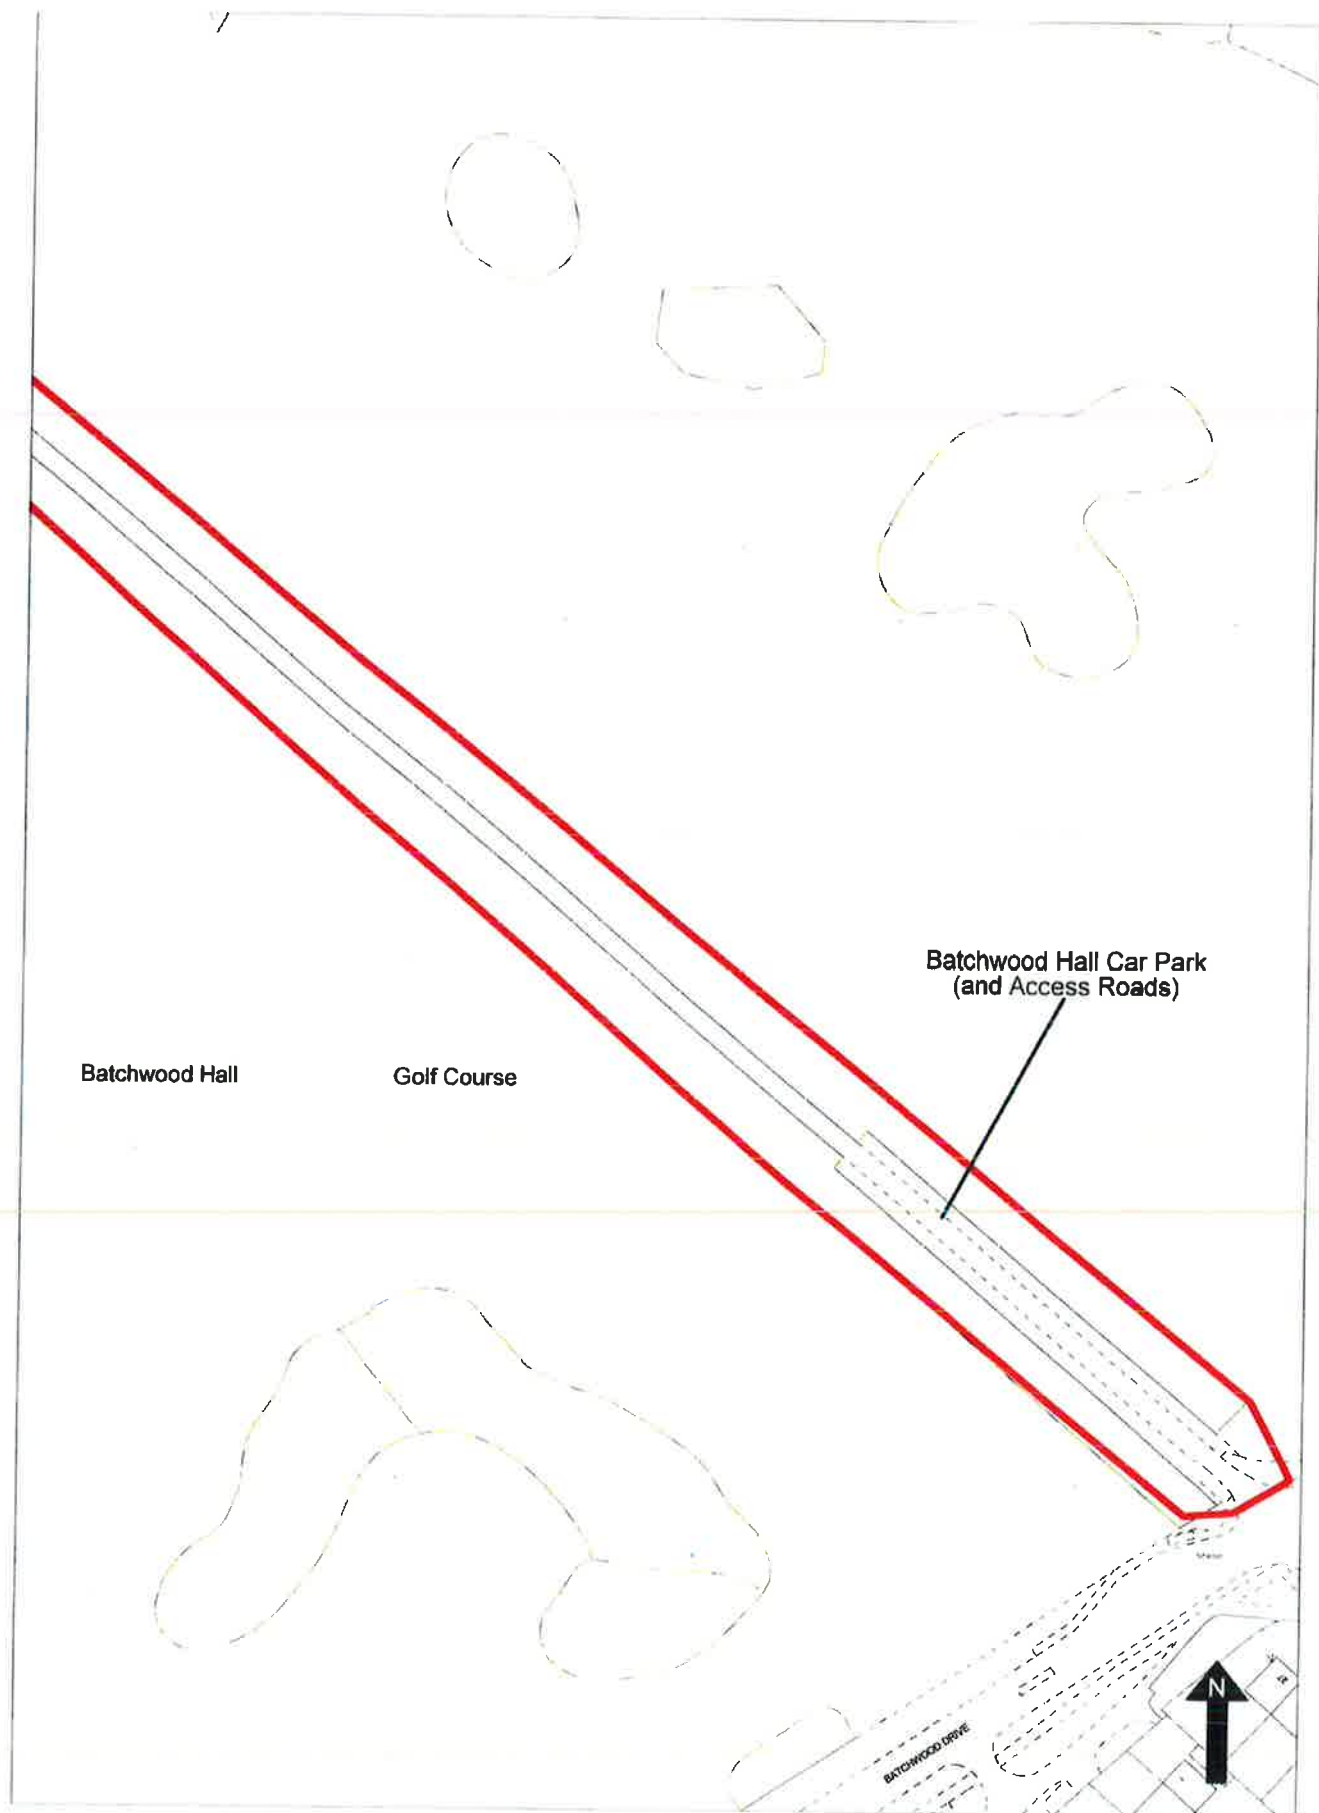 Batchwood Hall Car Park
(and Access Roads)
Batchwood Hall
Golf Course
BATCHWOOD DRIVE
N